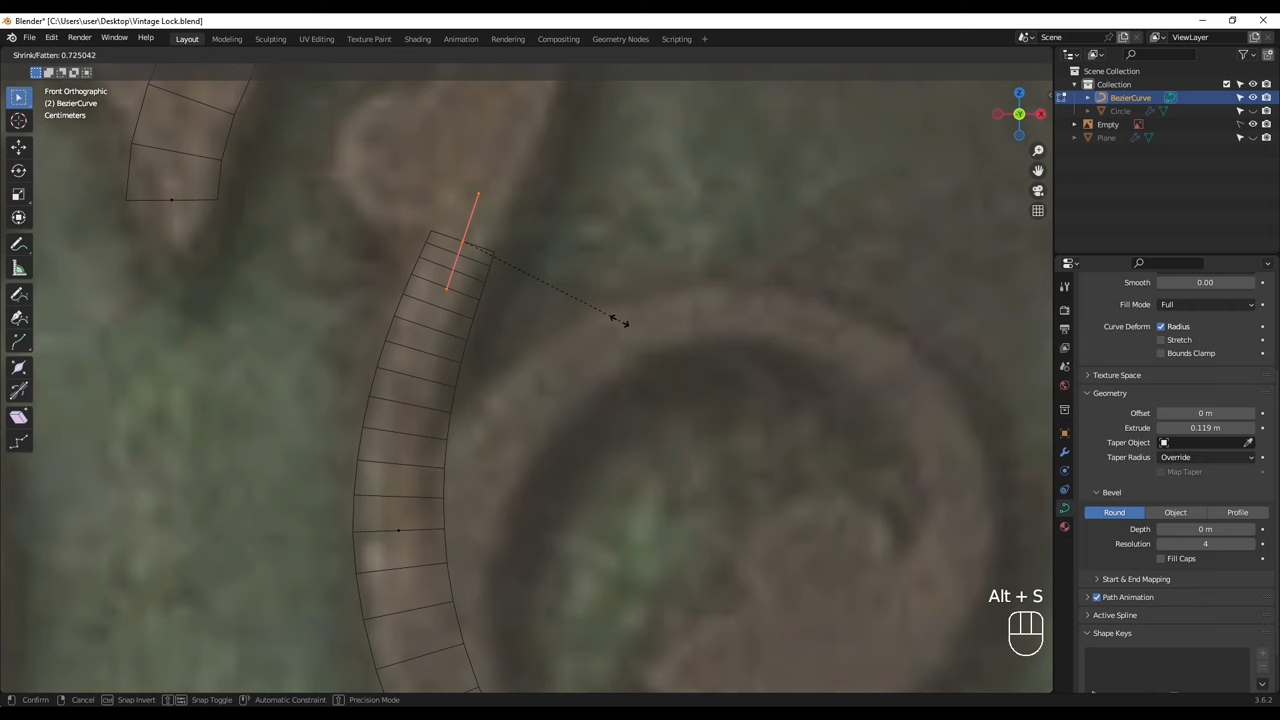 Blender* [C:\Users\user\Desktop\Vintage Lock.blend]
File Edit Render Window Help Layout Modeling Sculpting UV Editing Texture Paint Shading Animation Rendering Compositing Geometry Nodes Scripting + Scene ViewLayer
Shrink/Fatten: 0.725042
Scene Collection
Collection
BezierCurve
Circle
Empty
Plane
Front Orthographic
(2) BezierCurve
Centimeters
Z
X
-Y
Smooth 0.00
Fill Mode Full
Curve Deform Radius
Stretch
Bounds Clamp
Texture Space
Geometry
Offset 0 m
Extrude 0.119 m
Taper Object
Taper Radius Override
Map Taper
Bevel
Round Object Profile
Depth 0 m
Resolution 4
Fill Caps
Start & End Mapping
Path Animation
Active Spline
Shape Keys
Alt + S
Confirm Cancel Ctrl Snap Invert Snap Toggle Automatic Constraint Precision Mode 3.6.2